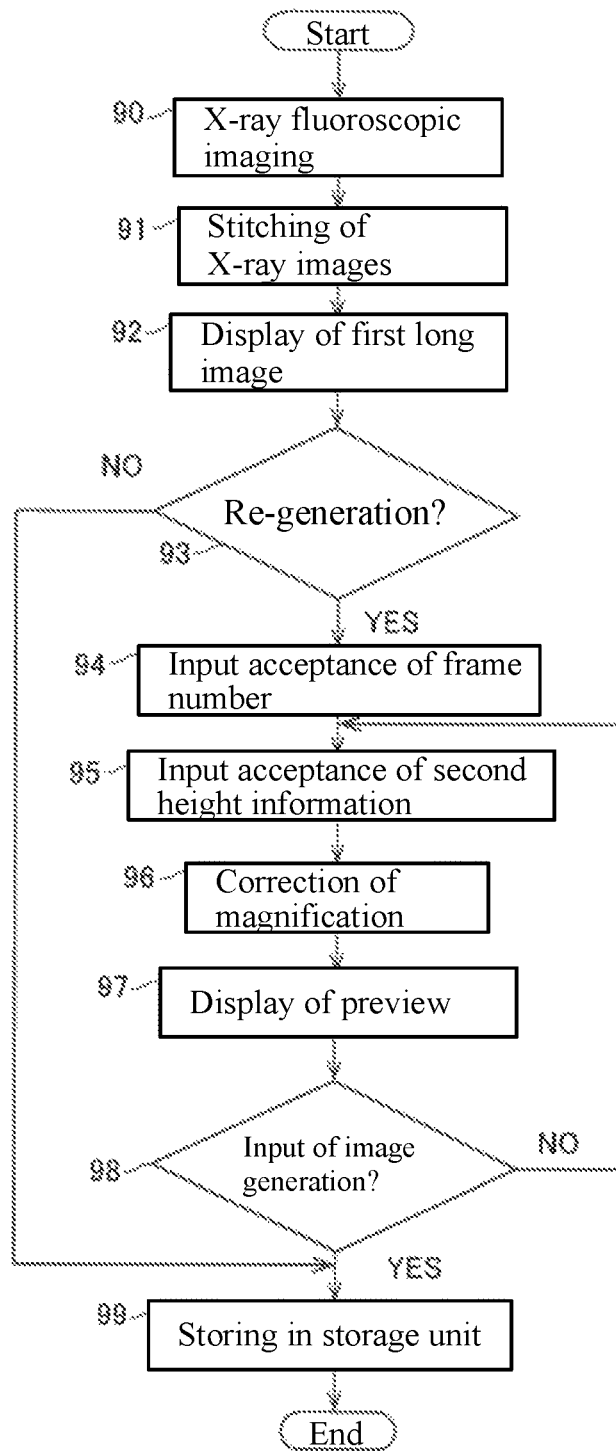 Start
90
X-ray fluoroscopic
imaging
91
Stitching of
X-ray images
92
Display of first long
image
NO
Re-generation?
93
YES
94
Input acceptance of frame
number
95
Input acceptance of second
height information
96
Correction of
magnification
97
Display of preview
Input of image
generation?
NO
98
YES
99
Storing in storage unit
End